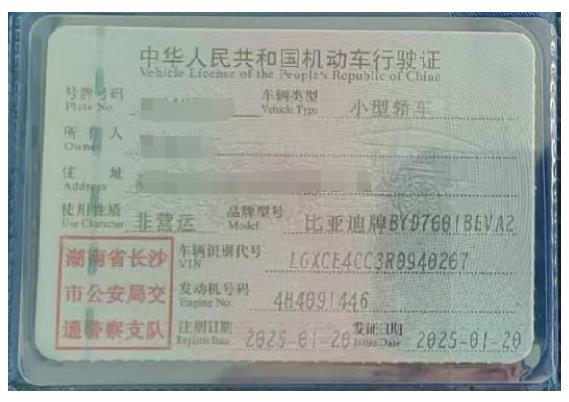 中华人民共和国机动车行驶证
Vehicle License of the People's Republic of China
号牌号码 车辆类型 小型轿车
Plate No. Vehicle Type
所有人
Owner
住址
Address
使用性质 非营运 品牌型号 比亚迪牌BYD7601BEVA2
Use Character Model
湖南省长沙
市公安局交
通警察支队
车辆识别代号 LGXCE4CC3R0940267
VIN
发动机号码 4H4091446
Engine No.
注册日期 2025-01-20 发证日期 2025-01-20
Register Date Issue Date